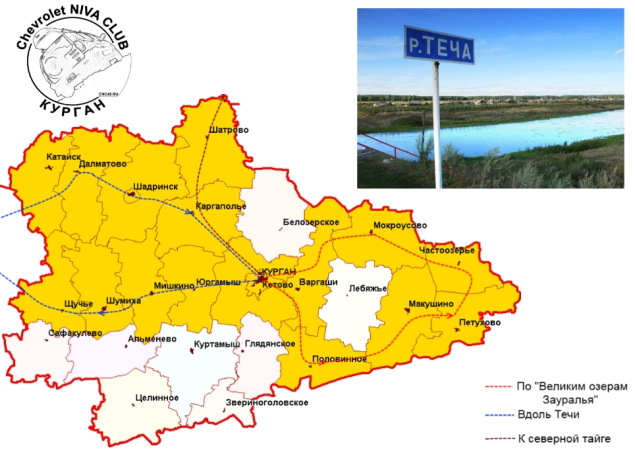 Chevrolet NIVA CLUB
КУРГАН
р.ТЕЧА
Шатрово
Катайск
Далматово
Шадринск
Каргаполье
Белозерское
Мокроусово
Частоозерье
КУРГАН
Кетово
Варгаши
Лебяжье
Юргамыш
Мишкино
Шумиха
Щучье
Макушино
Петухово
Сафакулево
Альменево
Куртамыш
Глядянское
Половинное
Целинное
Звериноголовское
По "Великим озерам
Зауралья"
Вдоль Течи
К северной тайге